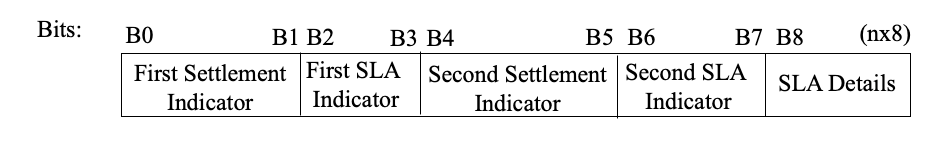 Bits: B0 B1 B2 B3 B4 B5 B6 B7 B8 (nx8)
First Settlement Indicator
First SLA Indicator
Second Settlement Indicator
Second SLA Indicator
SLA Details